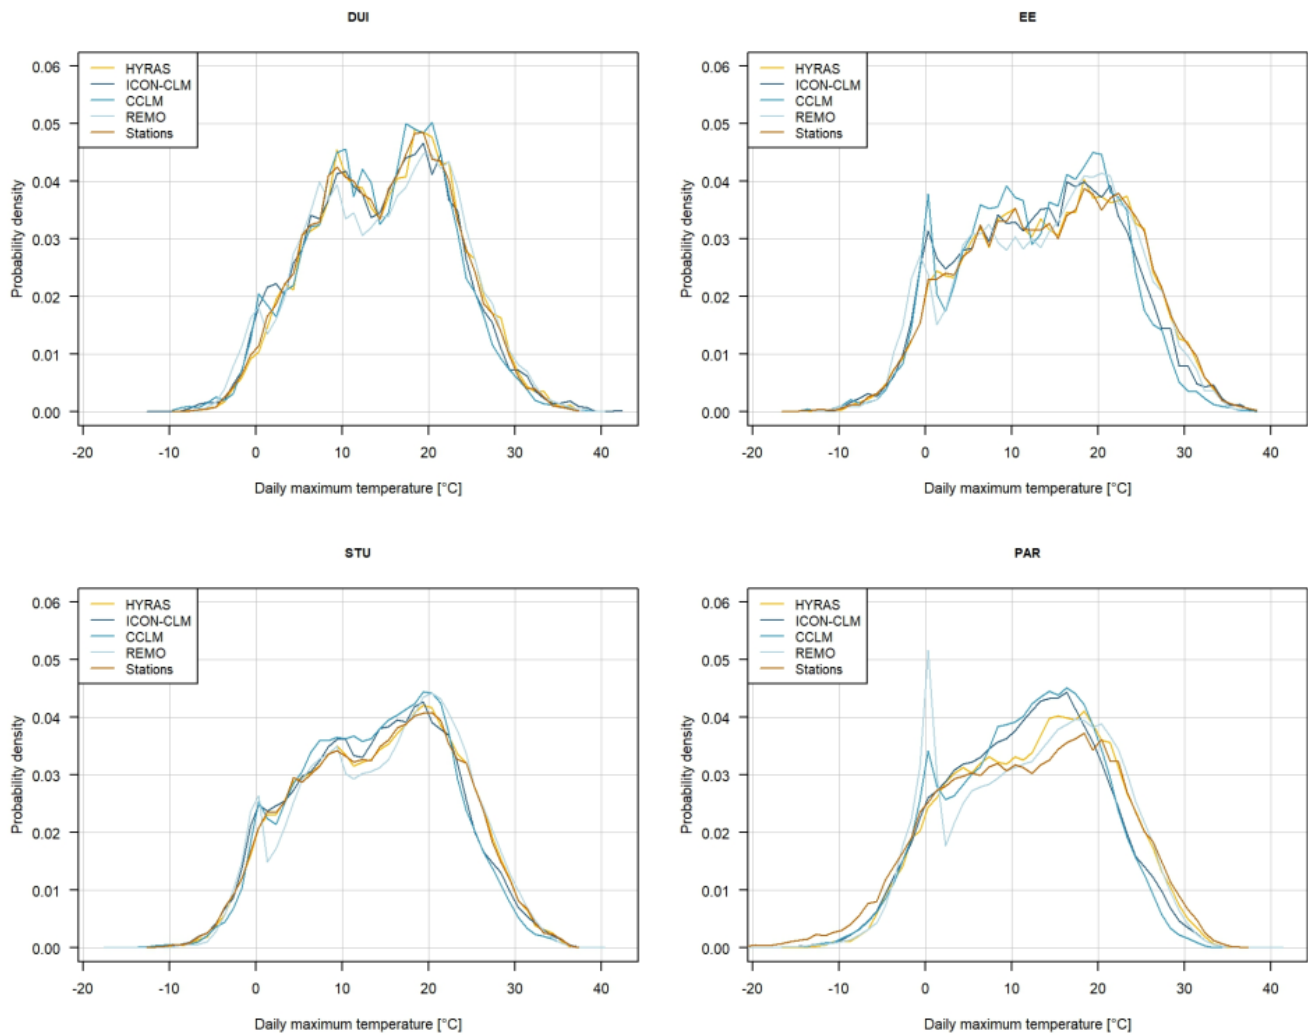 DUI
0.06
0.05
0.04
0.03
0.02
0.01
0.00
Probability density
HYRAS
ICON-CLM
CCLM
REMO
Stations
-20 -10 0 10 20 30 40
Daily maximum temperature [°C]
EE
0.06
0.05
0.04
0.03
0.02
0.01
0.00
Probability density
HYRAS
ICON-CLM
CCLM
REMO
Stations
-20 -10 0 10 20 30 40
Daily maximum temperature [°C]
STU
0.06
0.05
0.04
0.03
0.02
0.01
0.00
Probability density
HYRAS
ICON-CLM
CCLM
REMO
Stations
-20 -10 0 10 20 30 40
Daily maximum temperature [°C]
PAR
0.06
0.05
0.04
0.03
0.02
0.01
0.00
Probability density
HYRAS
ICON-CLM
CCLM
REMO
Stations
-20 -10 0 10 20 30 40
Daily maximum temperature [°C]